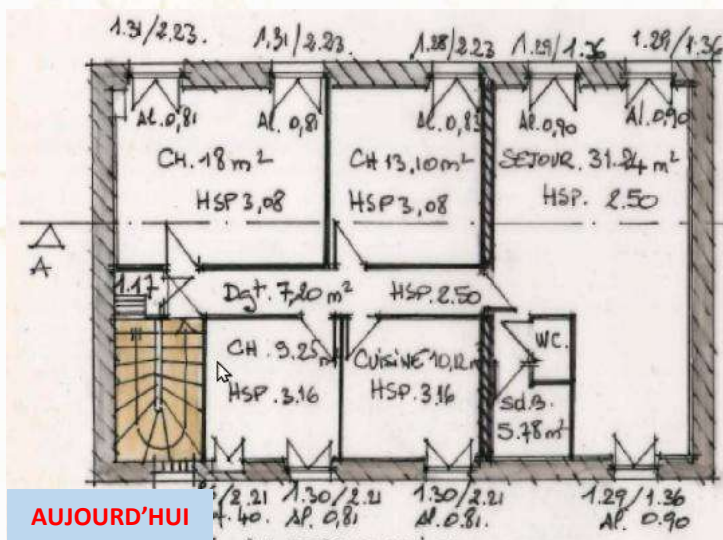 1.31/2.23. 1,31/2.23. 1.28/2.23 1.29/1.36 1.29/1.36
Al. 0,81 Al. 0,81 Al. 0,83 Al. 0,90 Al. 0,90
CH. 18 m² CH 13,10 m² SEJOUR. 31.24 m²
HSP 3,08 HSP 3,08 HSP. 2.50
A
1.17 Dgt. 7,20 m² HSP. 2.50
CH. 9.25 m² CUISINE 10,12 m² WC.
HSP. 3.16 HSP. 3.16 SdB.
5.78 m²
/2.21 1.30/2.21 1.30/2.21 1.29/1.36
40. Al. 0,81 Al. 0.81. Al. 0.90
AUJOURD'HUI